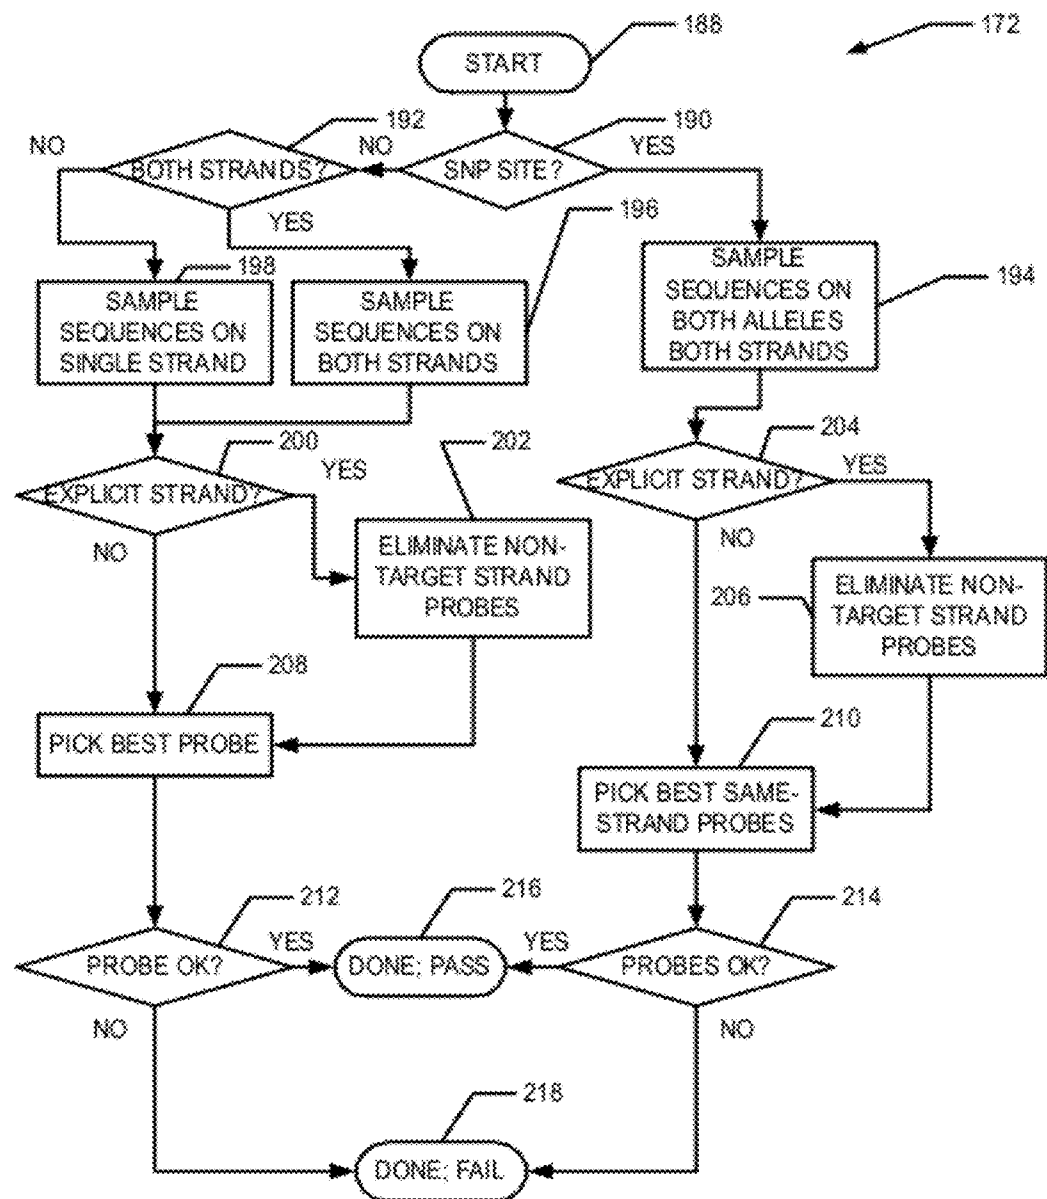 188
172
START
192
190
NO
NO
YES
BOTH STRANDS?
SNP SITE?
196
YES
198
194
SAMPLE
SEQUENCES ON
SINGLE STRAND
SAMPLE
SEQUENCES ON
BOTH STRANDS
SAMPLE
SEQUENCES ON
BOTH ALLELES
BOTH STRANDS
200
202
204
YES
YES
EXPLICIT STRAND?
EXPLICIT STRAND?
NO
NO
ELIMINATE NON-
TARGET STRAND
PROBES
206
ELIMINATE NON-
TARGET STRAND
PROBES
208
210
PICK BEST PROBE
PICK BEST SAME-
STRAND PROBES
212
216
214
YES
YES
PROBE OK?
DONE; PASS
PROBES OK?
NO
NO
218
DONE; FAIL